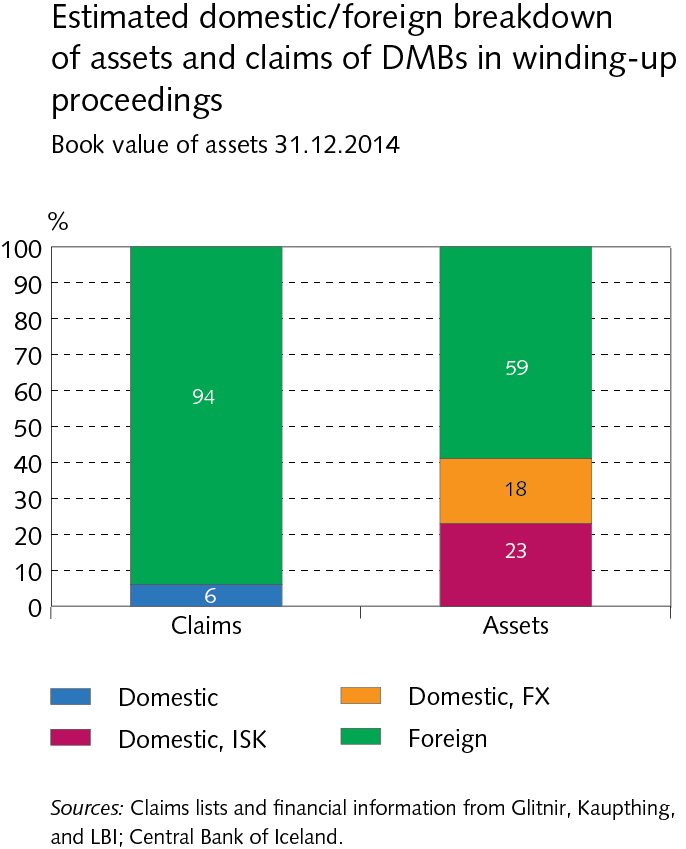 Estimated domestic/foreign breakdown
of assets and claims of DMBs in winding-up
proceedings
Book value of assets 31.12.2014
%
100
90
80
70
60
50
40
30
20
10
0
94
6
59
18
23
Claims
Assets
Domestic
Domestic, FX
Domestic, ISK
Foreign
Sources: Claims lists and financial information from Glitnir, Kaupthing,
and LBI; Central Bank of Iceland.